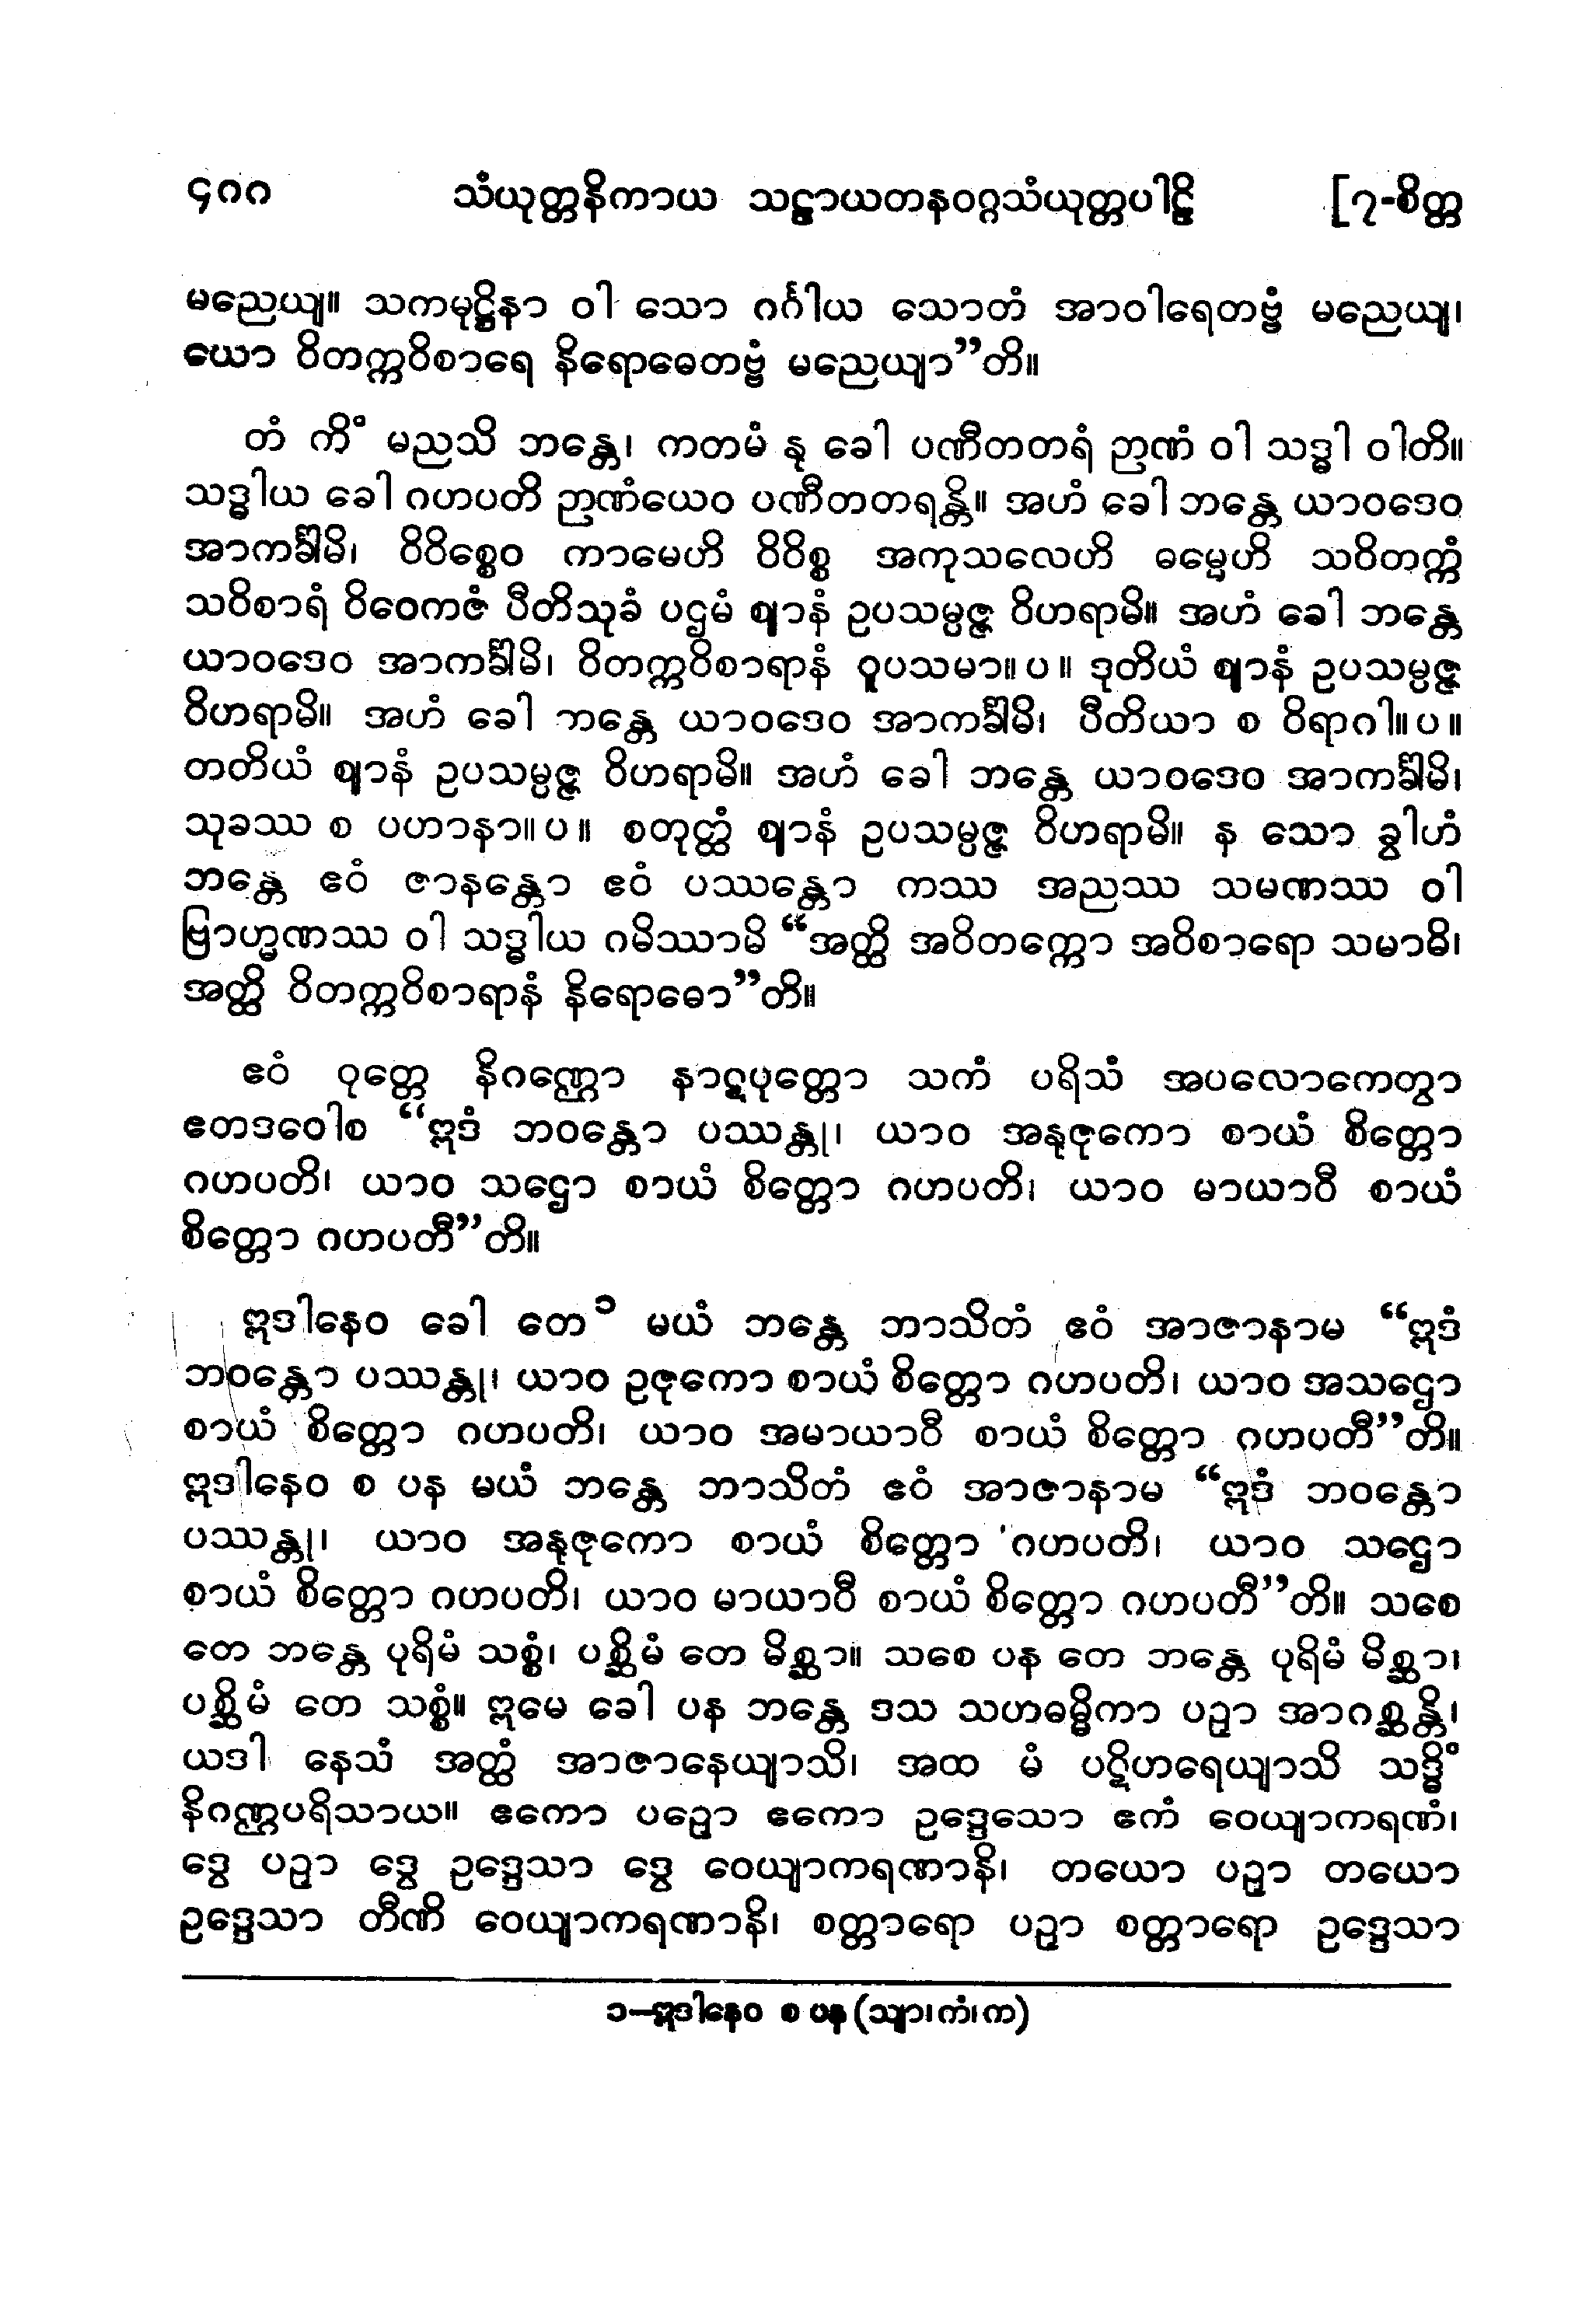 ၄၈၈ သံယုတ္တနိကာယ သဠာယတနဝဂ္ဂသံယုတ္တပါဠိ [၇-စိတ္တ
မညေယျ။ သကမုဋ္ဌိနာ ဝါ သော ဂင်္ဂါယ သောတံ အာဝါရေတဗ္ဗံ မညေယျ၊
ယော ဝိတက္ကဝိစာရေ နိရောဓေတဗ္ဗံ မညေယျာ”တိ။
တံ ကိံ မညသိ ဘန္တေ၊ ကတမံ နု ခေါ ပဏီတတရံ ဉာဏံ ဝါ သဒ္ဓါ ဝါတိ။
သဒ္ဓါယ ခေါ ဂဟပတိ ဉာဏံယေဝ ပဏီတတရန္တိ။ အဟံ ခေါ ဘန္တေ ယာဝဒေဝ
အာကင်္ခါမိ၊ ဝိဝိစ္စေဝ ကာမေဟိ ဝိဝိစ္စ အကုသလေဟိ ဓမ္မေဟိ သဝိတက္ကံ
သဝိစာရံ ဝိဝေကဇံ ပီတိသုခံ ပဌမံ ဈာနံ ဥပသမ္ပဇ္ဇ ဝိဟရာမိ။ အဟံ ခေါ ဘန္တေ
ယာဝဒေဝ အာကင်္ခါမိ၊ ဝိတက္ကဝိစာရာနံ ဝူပသမာ။ပ။ ဒုတိယံ ဈာနံ ဥပသမ္ပဇ္ဇ
ဝိဟရာမိ။ အဟံ ခေါ ဘန္တေ ယာဝဒေဝ အာကင်္ခါမိ၊ ပီတိယာ စ ဝိရာဂါ။ပ။
တတိယံ ဈာနံ ဥပသမ္ပဇ္ဇ ဝိဟရာမိ။ အဟံ ခေါ ဘန္တေ ယာဝဒေဝ အာကင်္ခါမိ၊
သုခဿ စ ပဟာနာ။ပ။ စတုတ္ထံ ဈာနံ ဥပသမ္ပဇ္ဇ ဝိဟရာမိ။ န သော ခွါဟံ
ဘန္တေ ဧဝံ ဇာနန္တော ဧဝံ ပဿန္တော ကဿ အညဿ သမဏဿ ဝါ
ဗြာဟ္မဏဿ ဝါ သဒ္ဓါယ ဂမိဿာမိ “အတ္ထိ အဝိတက္ကော အဝိစာရော သမာဓိ၊
အတ္ထိ ဝိတက္ကဝိစာရာနံ နိရောဓော”တိ။
ဧဝံ ဝုတ္တေ နိဂဏ္ဌော နာဋပုတ္တော သကံ ပရိသံ အပလောကေတွာ
ဧတဒဝေါစ “ဣဒံ ဘဝန္တော ပဿန္တု၊ ယာဝ အနုဇုကော စာယံ စိတ္တော
ဂဟပတိ၊ ယာဝ သဌော စာယံ စိတ္တော ဂဟပတိ၊ ယာဝ မာယာဝီ စာယံ
စိတ္တော ဂဟပတီ”တိ။
ဣဒါနေဝ ခေါ တေ ၁ မယံ ဘန္တေ ဘာသိတံ ဧဝံ အာဇာနာမ “ဣဒံ
ဘဝန္တော ပဿန္တု၊ ယာဝ ဥဇုကော စာယံ စိတ္တော ဂဟပတိ၊ ယာဝ အသဌော
စာယံ စိတ္တော ဂဟပတိ၊ ယာဝ အမာယာဝီ စာယံ စိတ္တော ဂဟပတီ”တိ။
ဣဒါနေဝ စ ပန မယံ ဘန္တေ ဘာသိတံ ဧဝံ အာဇာနာမ “ဣဒံ ဘဝန္တော
ပဿန္တု၊ ယာဝ အနုဇုကော စာယံ စိတ္တော ဂဟပတိ၊ ယာဝ သဌော
စာယံ စိတ္တော ဂဟပတိ၊ ယာဝ မာယာဝီ စာယံ စိတ္တော ဂဟပတီ”တိ။ သစေ
တေ ဘန္တေ ပုရိမံ သစ္စံ၊ ပစ္ဆိမံ တေ မိစ္ဆာ။ သစေ ပန တေ ဘန္တေ ပုရိမံ မိစ္ဆာ၊
ပစ္ဆိမံ တေ သစ္စံ။ ဣမေ ခေါ ပန ဘန္တေ ဒသ သဟဓမ္မိကာ ပဉှာ အာဂစ္ဆန္တိ၊
ယဒါ နေသံ အတ္ထံ အာဇာနေယျာသိ၊ အထ မံ ပဋိဟရေယျာသိ သဒ္ဓိံ
နိဂဏ္ဌပရိသာယ။ ဧကော ပဉှော ဧကော ဥဒ္ဒေသော ဧကံ ဝေယျာကရဏံ၊
ဒွေ ပဉှာ ဒွေ ဥဒ္ဒေသာ ဒွေ ဝေယျာကရဏာနိ၊ တယော ပဉှာ တယော
ဥဒ္ဒေသာ တီဏိ ဝေယျာကရဏာနိ၊ စတ္တာရော ပဉှာ စတ္တာရော ဥဒ္ဒေသာ
၁−ဣဒါနေဝ စ ပန (သျာ၊ကံ၊က)